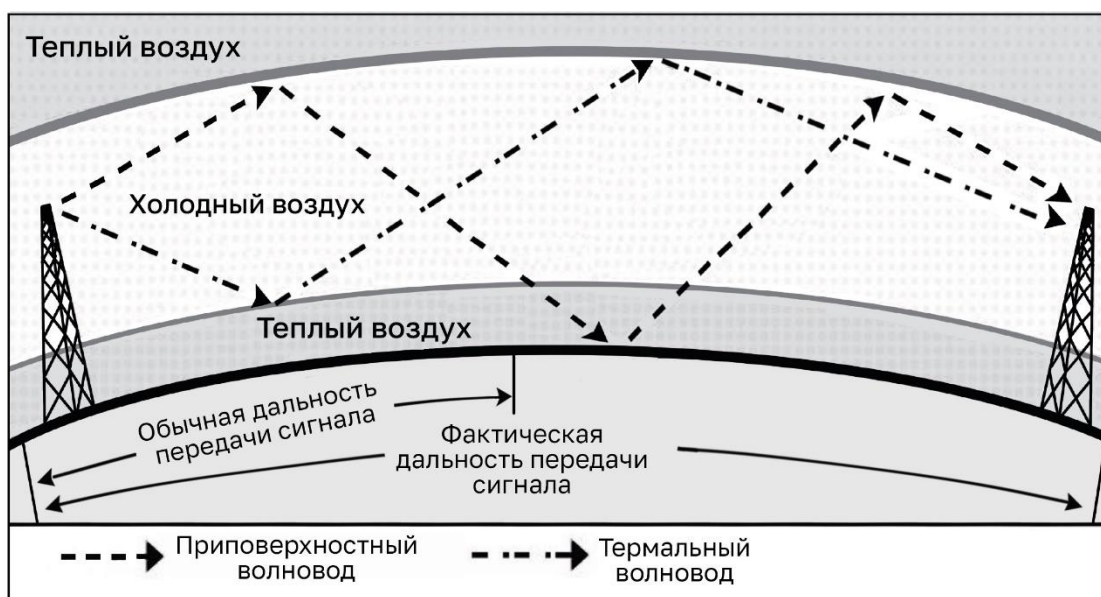 Теплый воздух
Холодный воздух
Теплый воздух
Обычная дальность
передачи сигнала
Фактическая
дальность передачи
сигнала
Приповерхностный
волновод
Термальный
волновод